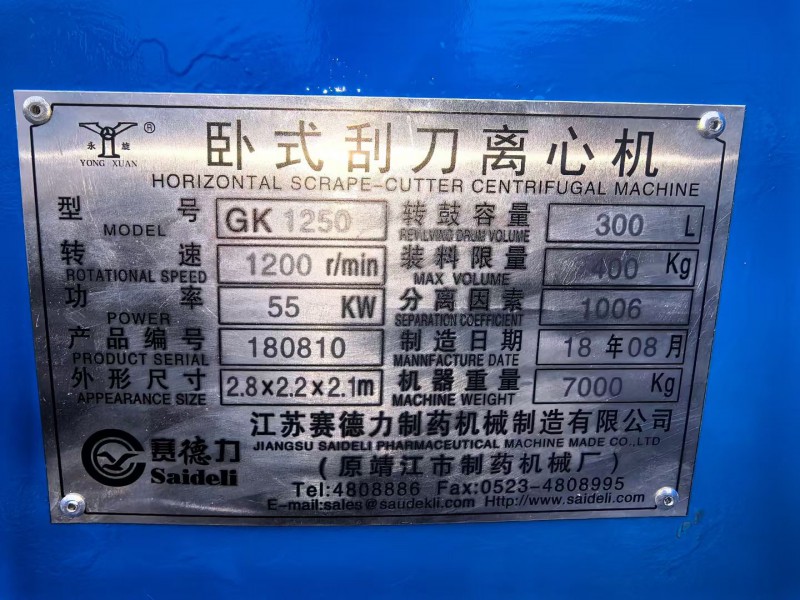 永旋 ®
YONG XUAN
卧式刮刀离心机
HORIZONTAL SCRAPE-CUTTER CENTRIFUGAL MACHINE
型号 GK 1250 转鼓容量 300 L
MODEL REVILWING DRUM VOLUME
转速 1200 r/min 装料限量 400 Kg
ROTATIONAL SPEED MAX VOLUME
功率 55 KW 分离因素 1006
POWER SEPARATION COEFFICIENT
产品编号 180810 制造日期 18年08月
PRODUCT SERIAL MANNFACTURE DATE
外形尺寸 2.8×2.2×2.1m 机器重量 7000 Kg
APPEARANCE SIZE MACHINE WEIGHT
赛德力
Saideli
江苏赛德力制药机械制造有限公司
JIANGSU SAIDELI PHARMACEUTICAL MACHINE MADE CO.,LTD
(原靖江市制药机械厂)
Tel:4808886 Fax:0523-4808995
E-mail:sales@saudekli.com Http://www.saideli.com